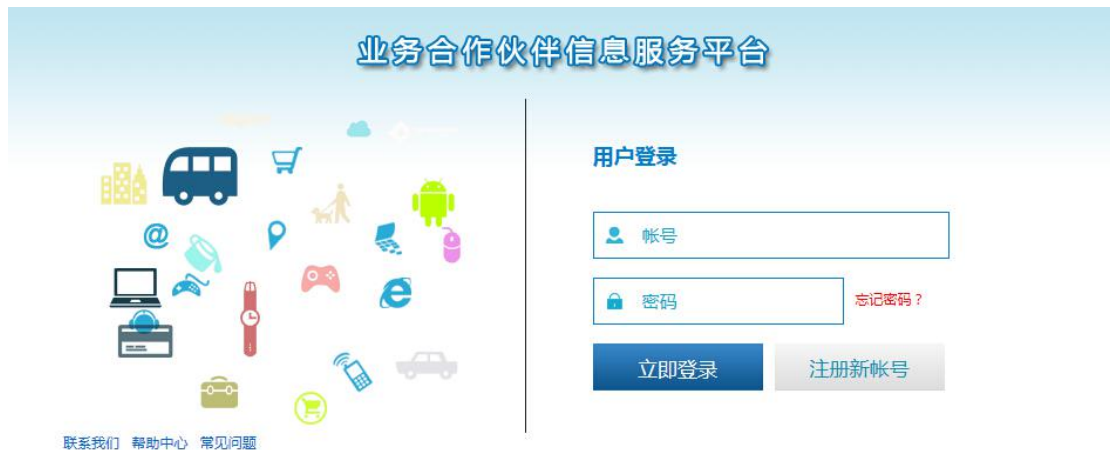 业务合作伙伴信息服务平台
用户登录
帐号
密码
忘记密码？
立即登录
注册新帐号
联系我们 帮助中心 常见问题